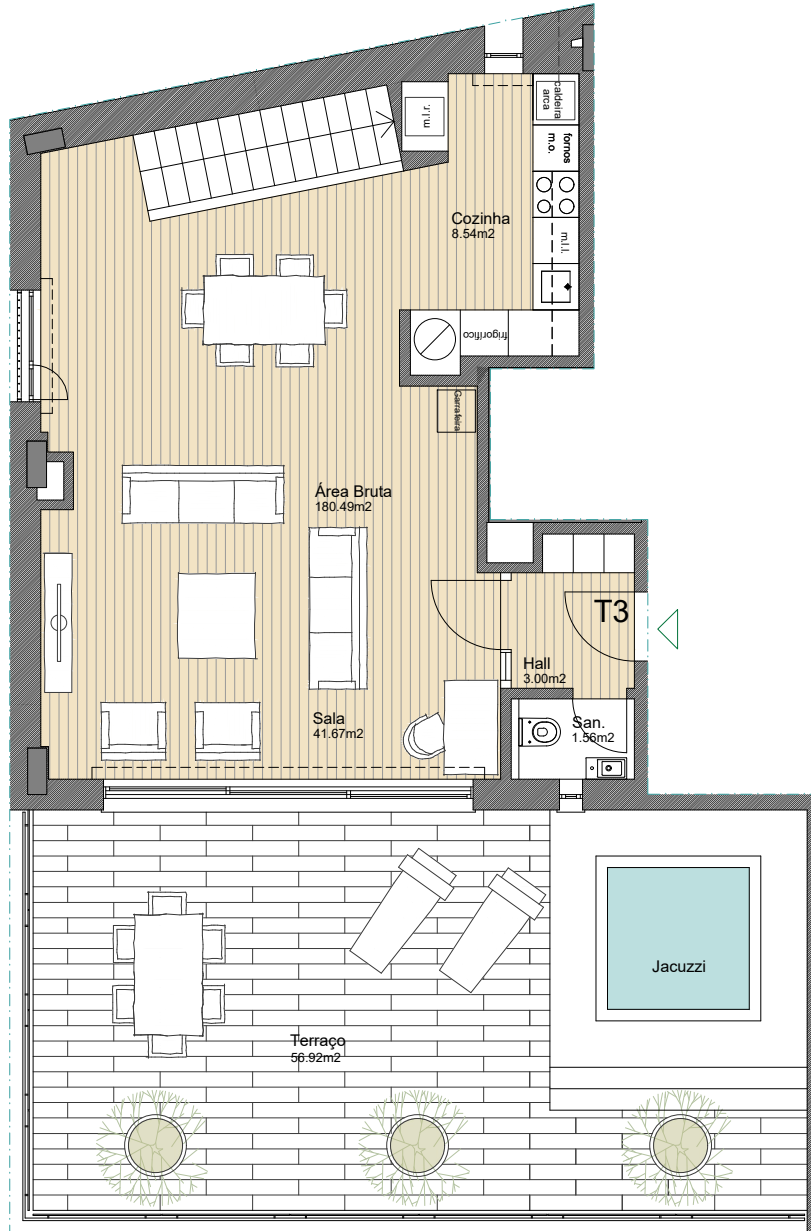 caldeira
arca
m.l.r.
fornos
m.o.
Cozinha
8.54m2
m.l.l.
frigorifico
Garrafeira
Área Bruta
180.49m2
T3
Hall
3.00m2
Sala
41.67m2
San.
1.56m2
Jacuzzi
Terraço
56.92m2